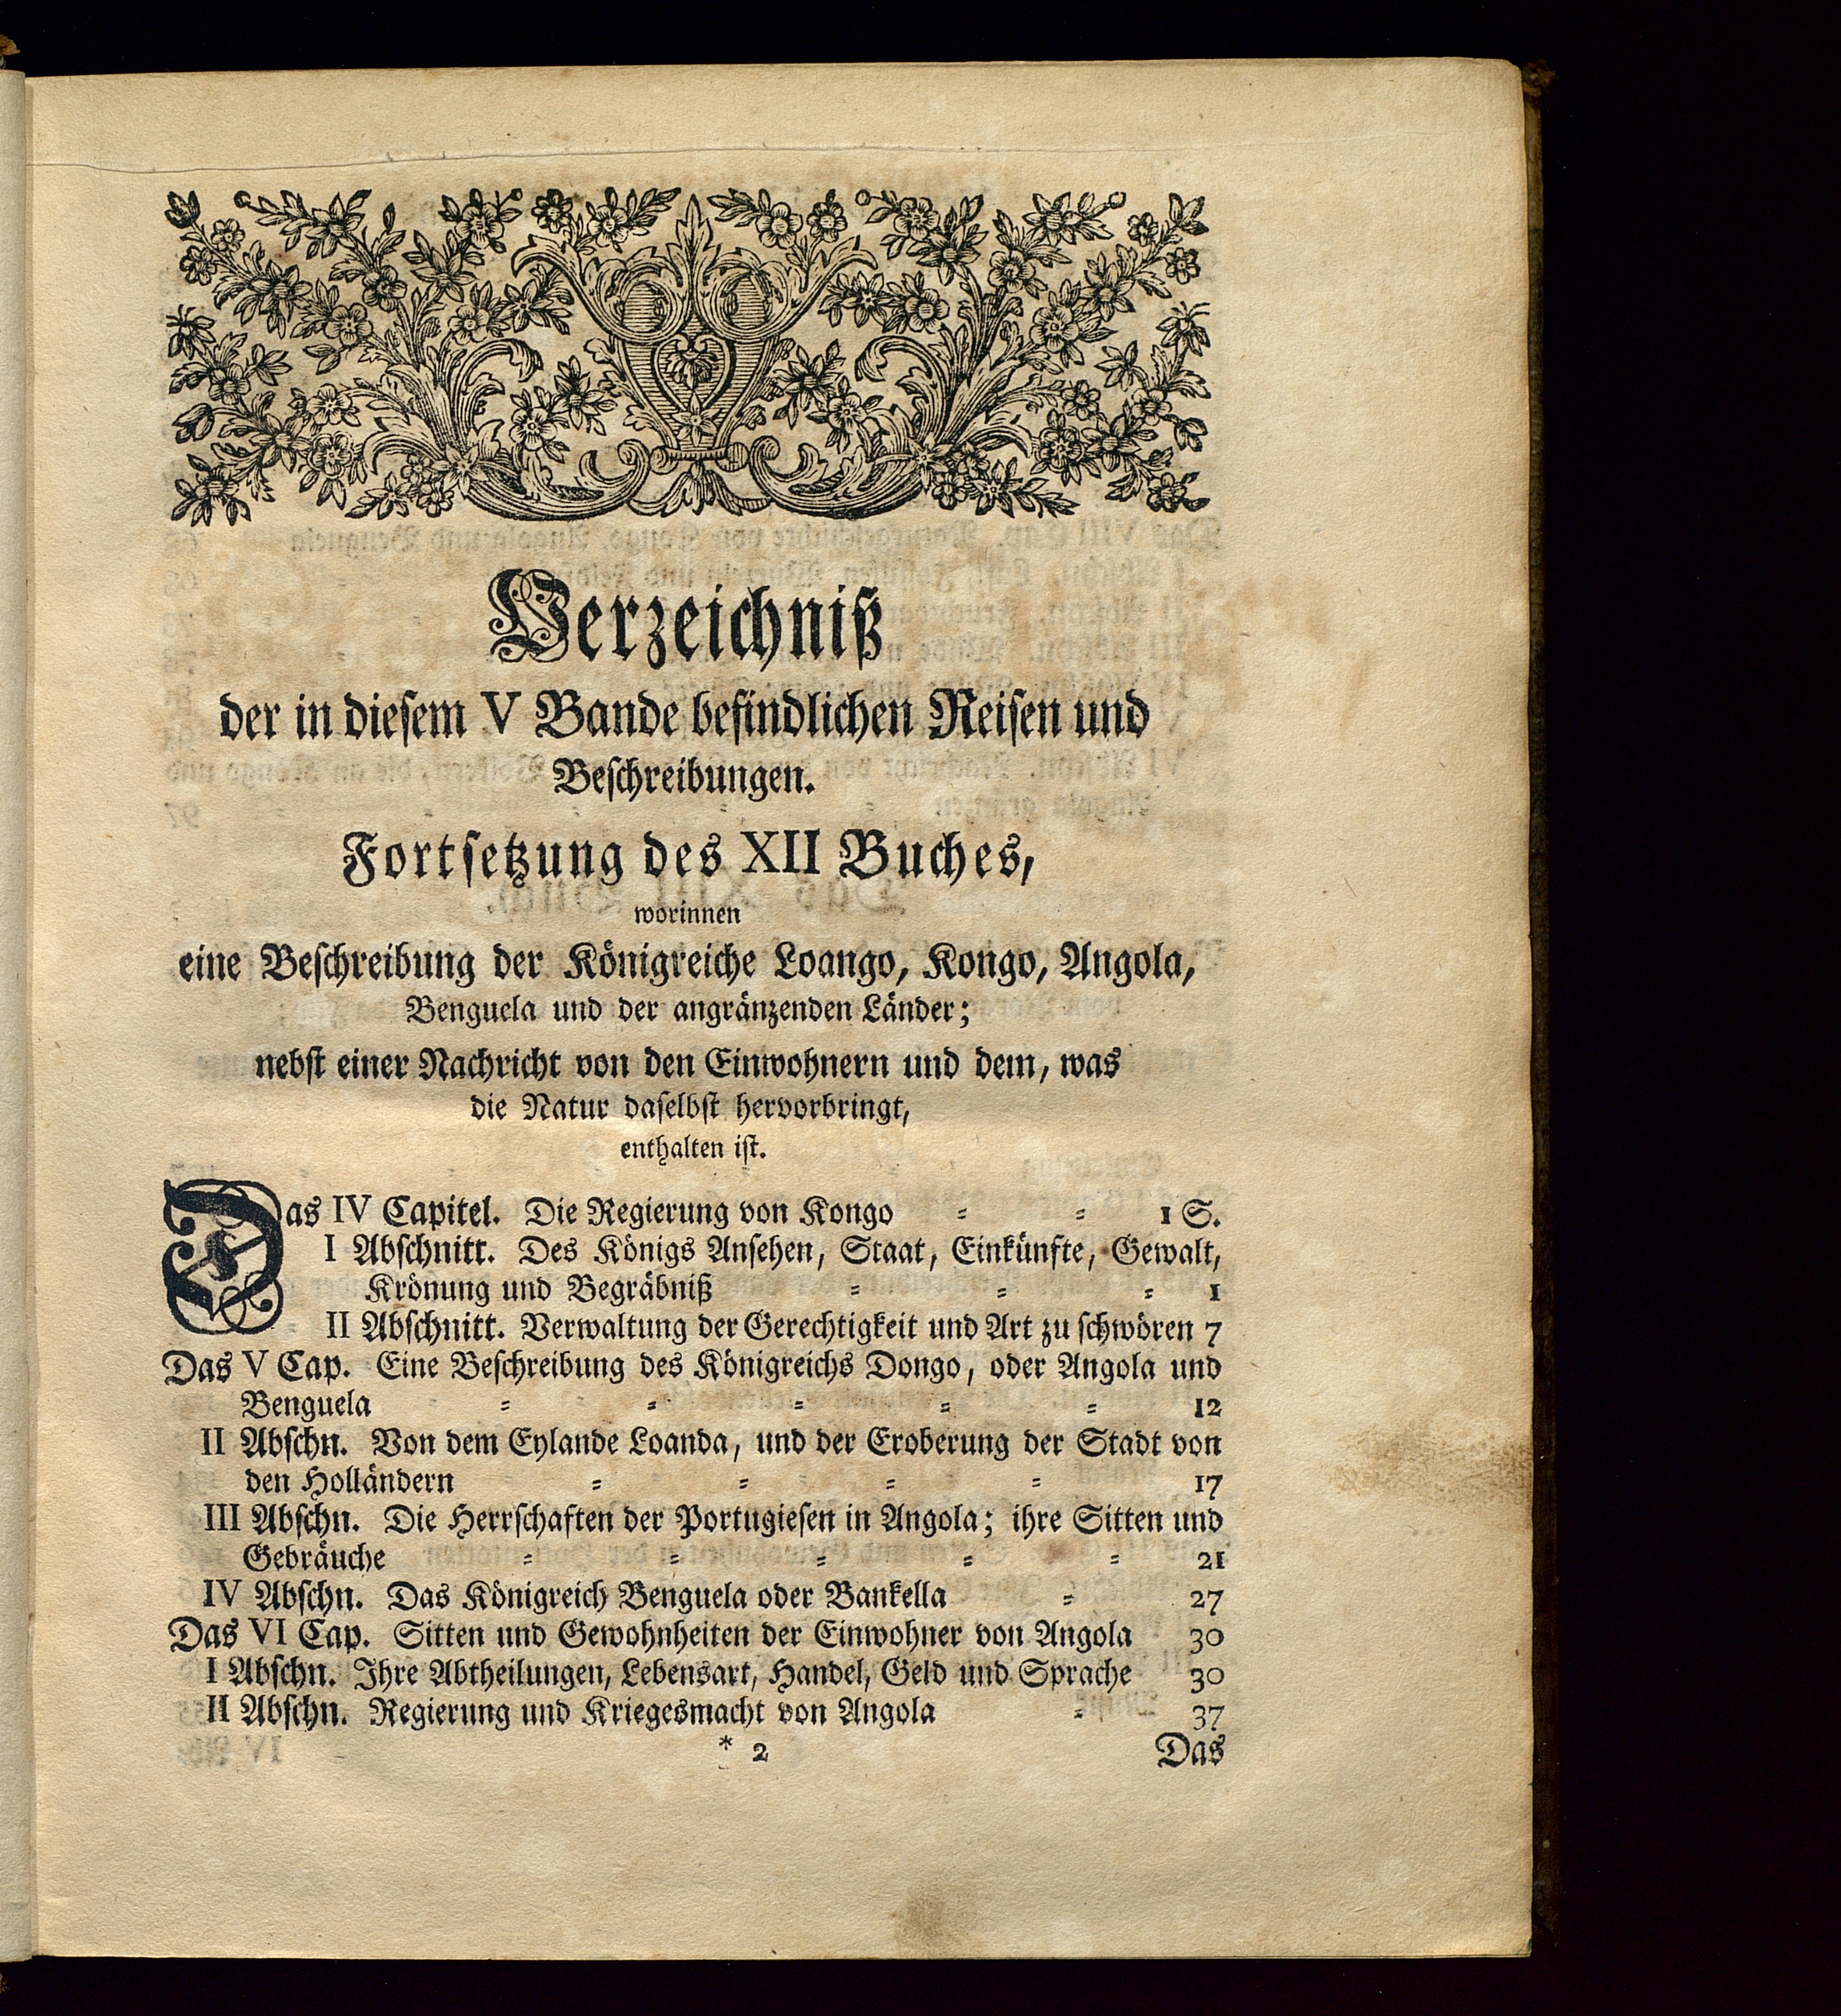 Verzeichniß
der in diesem V Bande befindlichen Reisen und
Beschreibungen.
Fortsetzung des XII Buches,
worinnen
eine Beschreibung der Königreiche Loango, Kongo, Angola,
Benguela und der angränzenden Länder;
nebst einer Nachricht von den Einwohnern und dem, was
die Natur daselbst hervorbringt,
enthalten ist.
Das IV Capitel. Die Regierung von Kongo = = 1 S.
I Abschnitt. Des Königs Ansehen, Staat, Einkünfte, Gewalt,
Krönung und Begräbniß = = = 1
II Abschnitt. Verwaltung der Gerechtigkeit und Art zu schwören 7
Das V Cap. Eine Beschreibung des Königreichs Dongo, oder Angola und
Benguela = = = = = 12
II Abschn. Von dem Eylande Loanda, und der Eroberung der Stadt von
den Holländern = = = = 17
III Abschn. Die Herrschaften der Portugiesen in Angola; ihre Sitten und
Gebräuche = = = = = 21
IV Abschn. Das Königreich Benguela oder Bankella = 27
Das VI Cap. Sitten und Gewohnheiten der Einwohner von Angola 30
I Abschn. Ihre Abtheilungen, Lebensart, Handel, Geld und Sprache 30
II Abschn. Regierung und Kriegesmacht von Angola = 37
* 2 Das